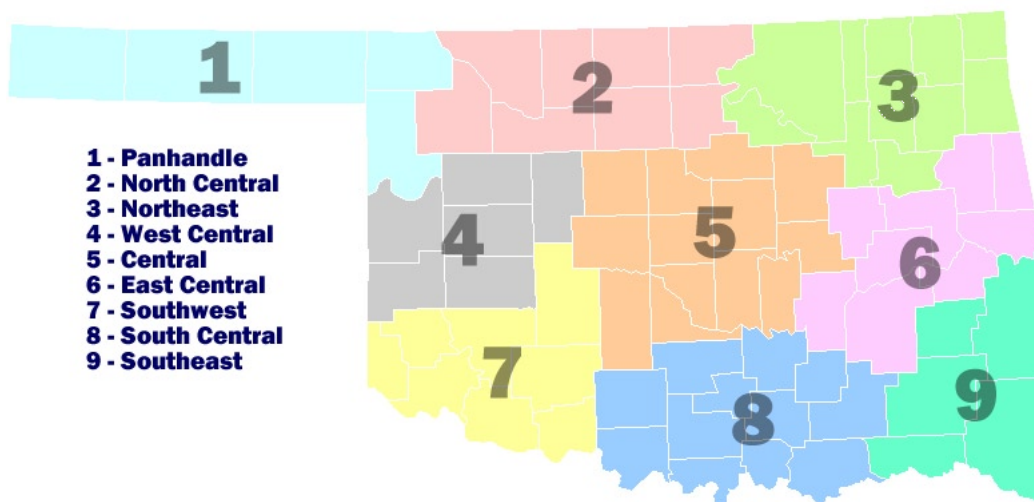 1
2
3
1 - Panhandle
2 - North Central
3 - Northeast
4 - West Central
5 - Central
6 - East Central
7 - Southwest
8 - South Central
9 - Southeast
4
5
6
7
8
9